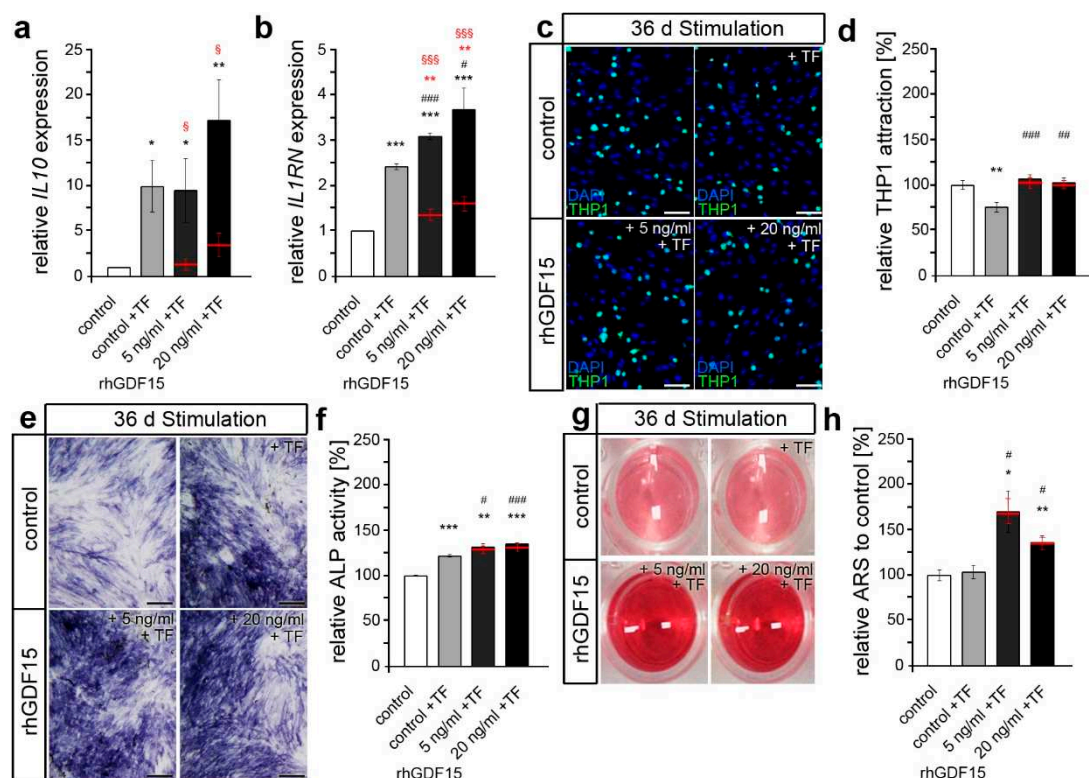 a
relative IL10 expression
25
20
15
10
5
2
1
0
*
§
*
§
**
control
control +TF
5 ng/ml +TF
20 ng/ml +TF
rhGDF15
b
relative IL1RN expression
5
4
3
2
1
0
***
§§§
**
###
***
§§§
**
#
***
control
control +TF
5 ng/ml +TF
20 ng/ml +TF
rhGDF15
c
36 d Stimulation
control
rhGDF15
DAPI
THP1
+ TF
DAPI
THP1
+ 5 ng/ml
+ TF
DAPI
THP1
+ 20 ng/ml
+ TF
DAPI
THP1
d
relative THP1 attraction [%]
250
200
150
100
50
0
**
###
##
control
control +TF
5 ng/ml +TF
20 ng/ml +TF
rhGDF15
e
36 d Stimulation
control
rhGDF15
+ TF
+ 5 ng/ml
+ TF
+ 20 ng/ml
+ TF
f
relative ALP activity [%]
250
200
150
100
50
0
***
#
**
###
***
control
control +TF
5 ng/ml +TF
20 ng/ml +TF
rhGDF15
g
36 d Stimulation
control
rhGDF15
+ TF
+ 5 ng/ml
+ TF
+ 20 ng/ml
+ TF
h
relative ARS to control [%]
250
200
150
100
50
0
#
*
#
**
control
control +TF
5 ng/ml +TF
20 ng/ml +TF
rhGDF15